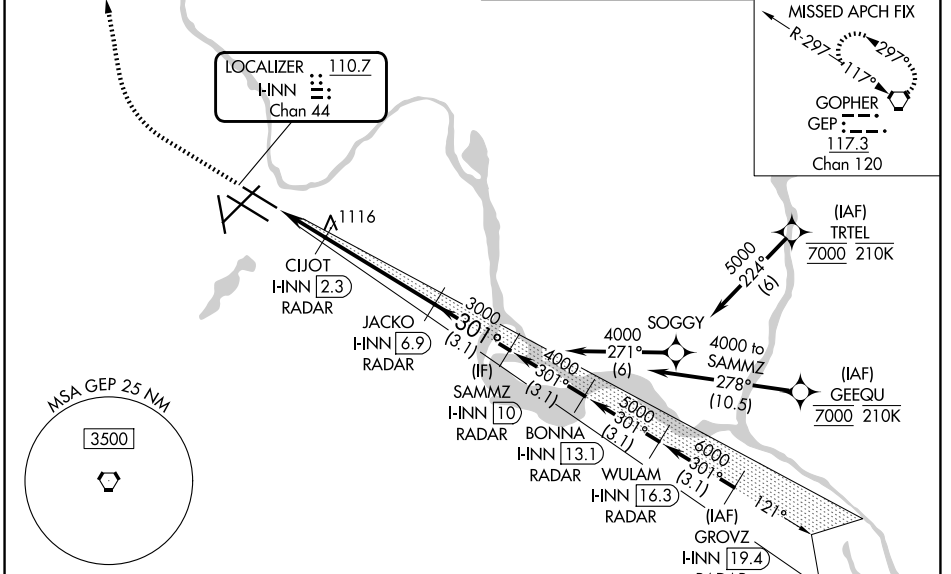 MISSED APCH FIX
R-297
117°
297°
GOPHER
GEP
117.3
Chan 120
LOCALIZER 110.7
I-INN
Chan 44
1116
CIJOT
I-INN 2.3
RADAR
JACKO
I-INN 6.9
RADAR
3000
301°
(3.1)
(IF)
SAMMZ
I-INN 10
RADAR
4000
301°
(3.1)
BONNA
I-INN 13.1
RADAR
5000
301°
(3.1)
WULAM
I-INN 16.3
RADAR
6000
301°
(3.1)
121°
(IAF)
GROVZ
I-INN 19.4
RADAR
(IAF)
TRTEL
7000 210K
5000
224°
(6)
SOGGY
4000
271°
(6)
4000 to
SAMMZ
278°
(10.5)
(IAF)
GEEQU
7000 210K
MSA GEP 25 NM
3500